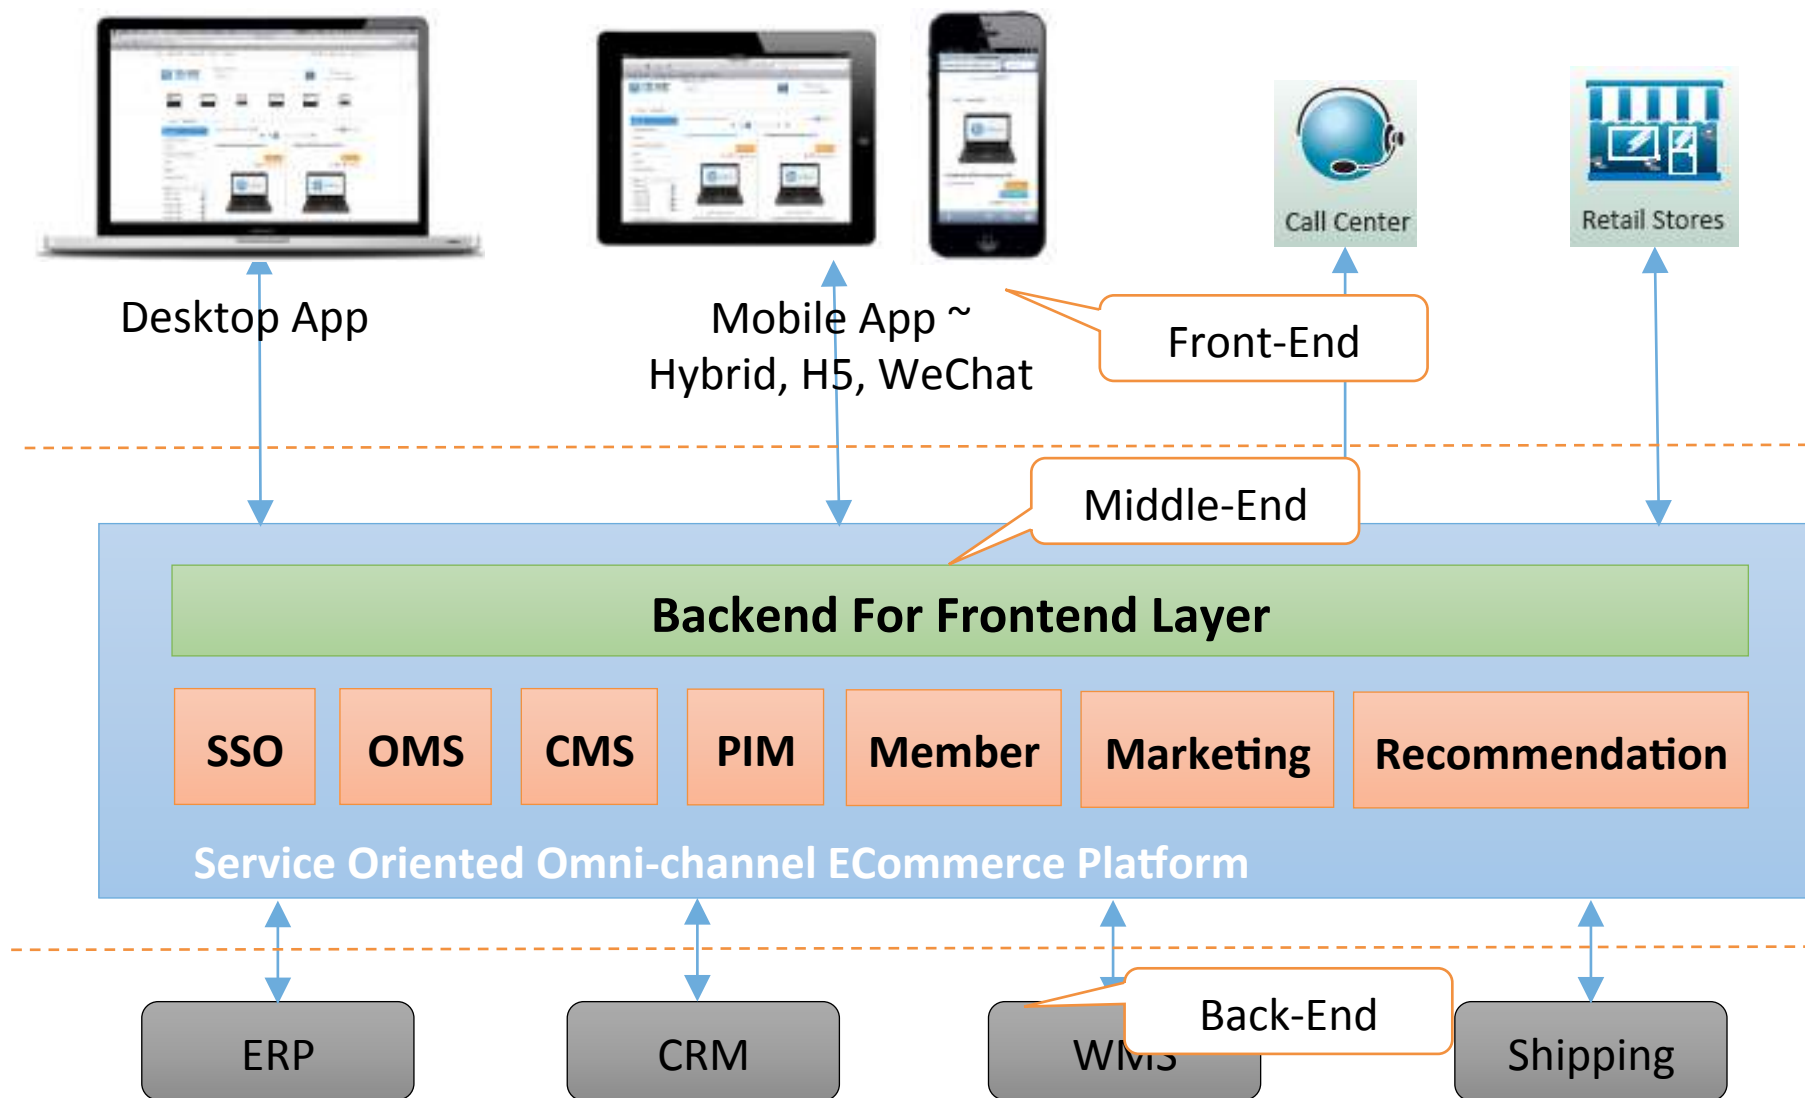 Call Center
Retail Stores
Desktop App
Mobile App ~
Hybrid, H5, WeChat
Front-End
Middle-End
Backend For Frontend Layer
SSO
OMS
CMS
PIM
Member
Marketing
Recommendation
Service Oriented Omni-channel ECommerce Platform
Back-End
ERP
CRM
WMS
Shipping